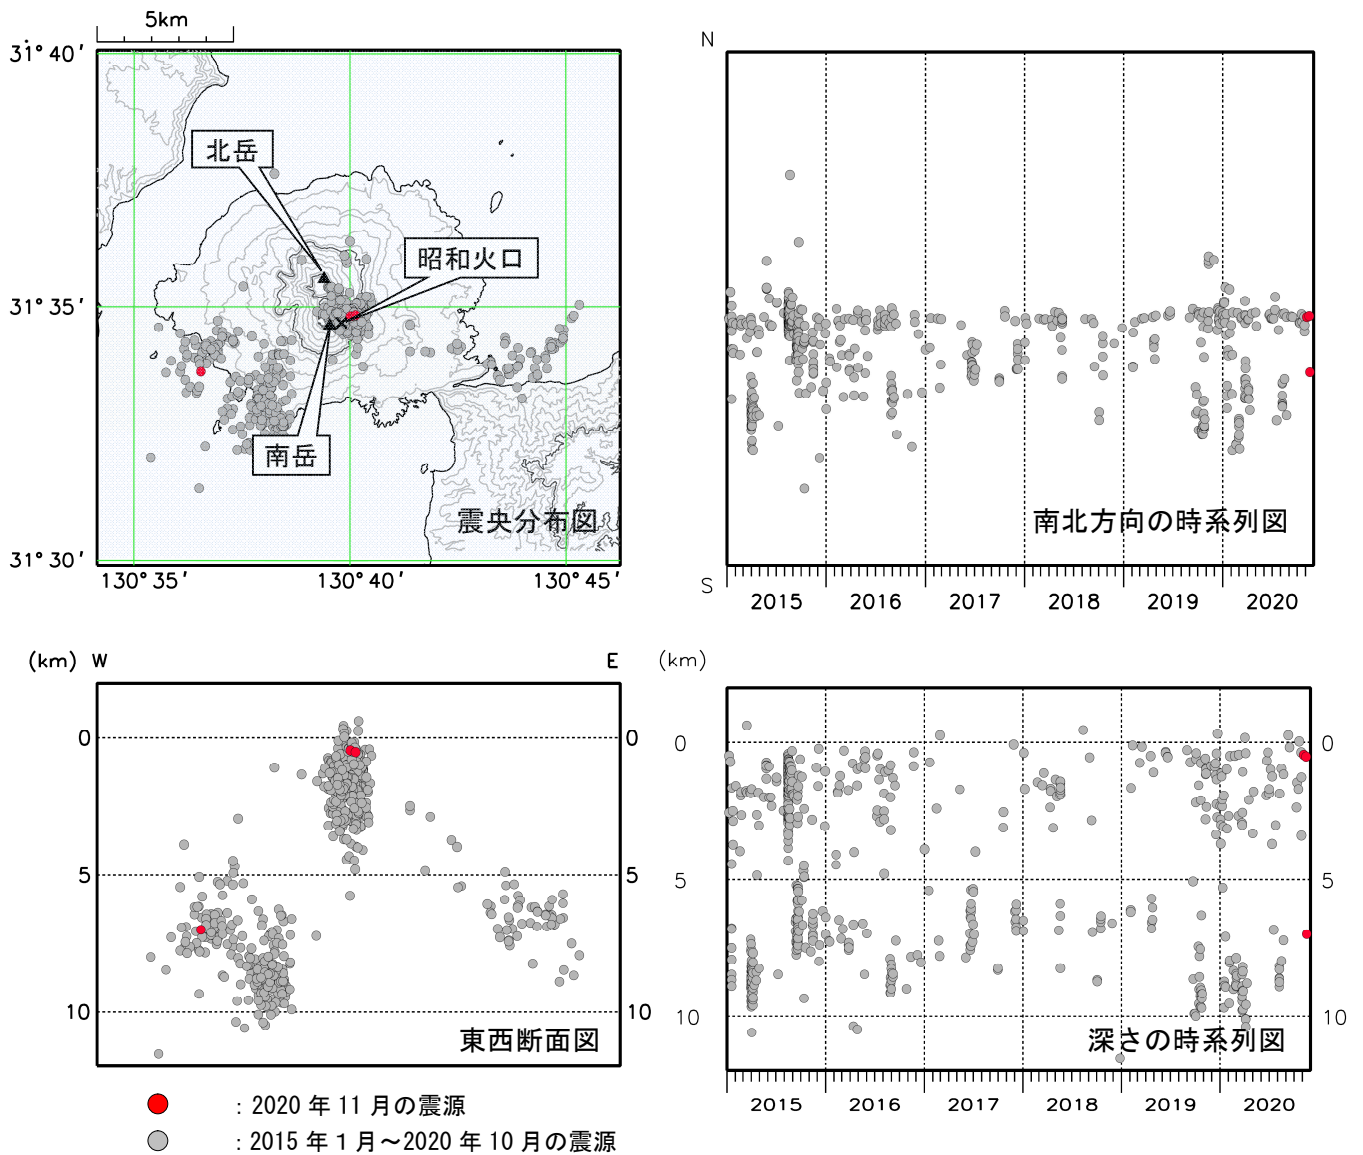 5km
31°40′
北岳
昭和火口
31°35′
南岳
震央分布図
31°30′
130°35′ 130°40′ 130°45′
N
南北方向の時系列図
S
2015 2016 2017 2018 2019 2020
(km) W E
0 0
5 5
10 10
東西断面図
(km)
0 0
5 5
10 10
深さの時系列図
2015 2016 2017 2018 2019 2020
：2020 年 11 月の震源
：2015 年 1 月～2020 年 10 月の震源